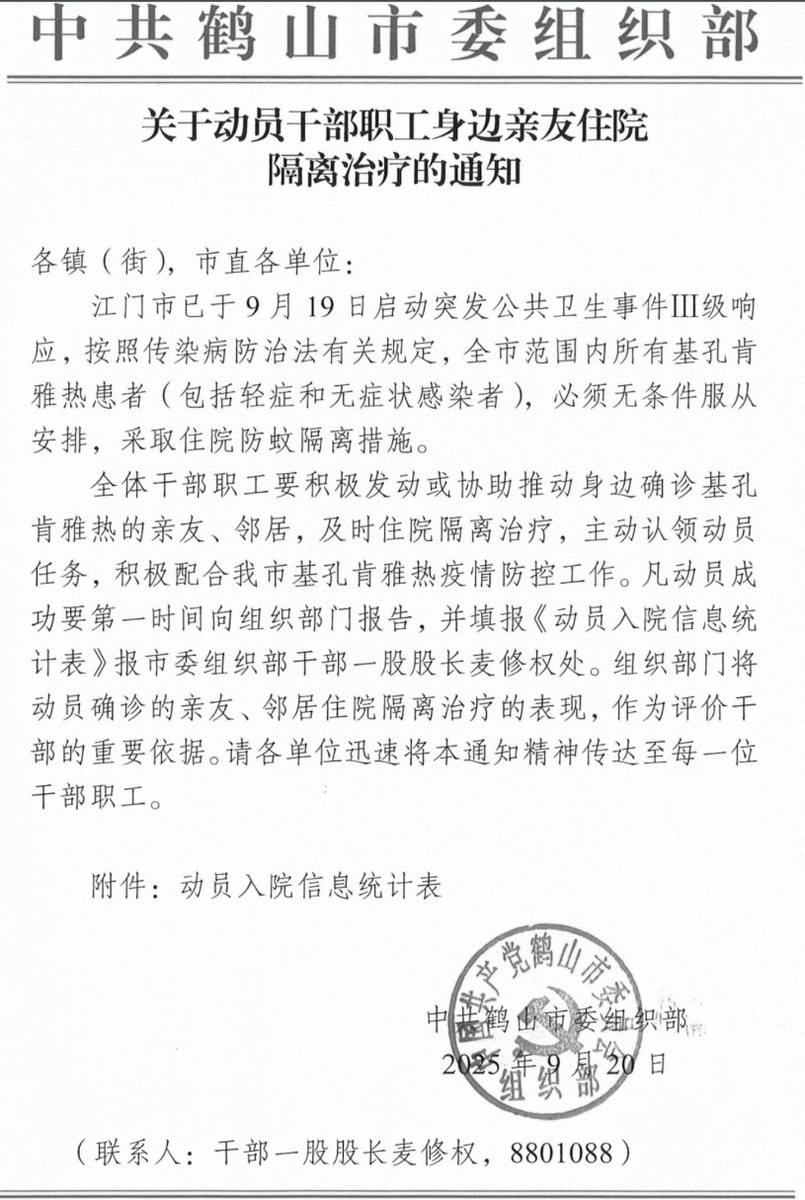 中共鹤山市委组织部
关于动员干部职工身边亲友住院
隔离治疗的通知
各镇（街），市直各单位：
江门市已于9月19日启动突发公共卫生事件Ⅲ级响
应，按照传染病防治法有关规定，全市范围内所有基孔肯
雅热患者（包括轻症和无症状感染者），必须无条件服从
安排，采取住院防蚊隔离措施。
全体干部职工要积极发动或协助推动身边确诊基孔
肯雅热的亲友、邻居，及时住院隔离治疗，主动认领动员
任务，积极配合我市基孔肯雅热疫情防控工作。凡动员成
功要第一时间向组织部门报告，并填报《动员入院信息统
计表》报市委组织部干部一股股长麦修权处。组织部门将
动员确诊的亲友、邻居住院隔离治疗的表现，作为评价干
部的重要依据。请各单位迅速将本通知精神传达至每一位
干部职工。
附件：动员入院信息统计表
中国共产党鹤山市委员会
组织部
中共鹤山市委组织部
2025年9月20日
（联系人：干部一股股长麦修权，8801088）